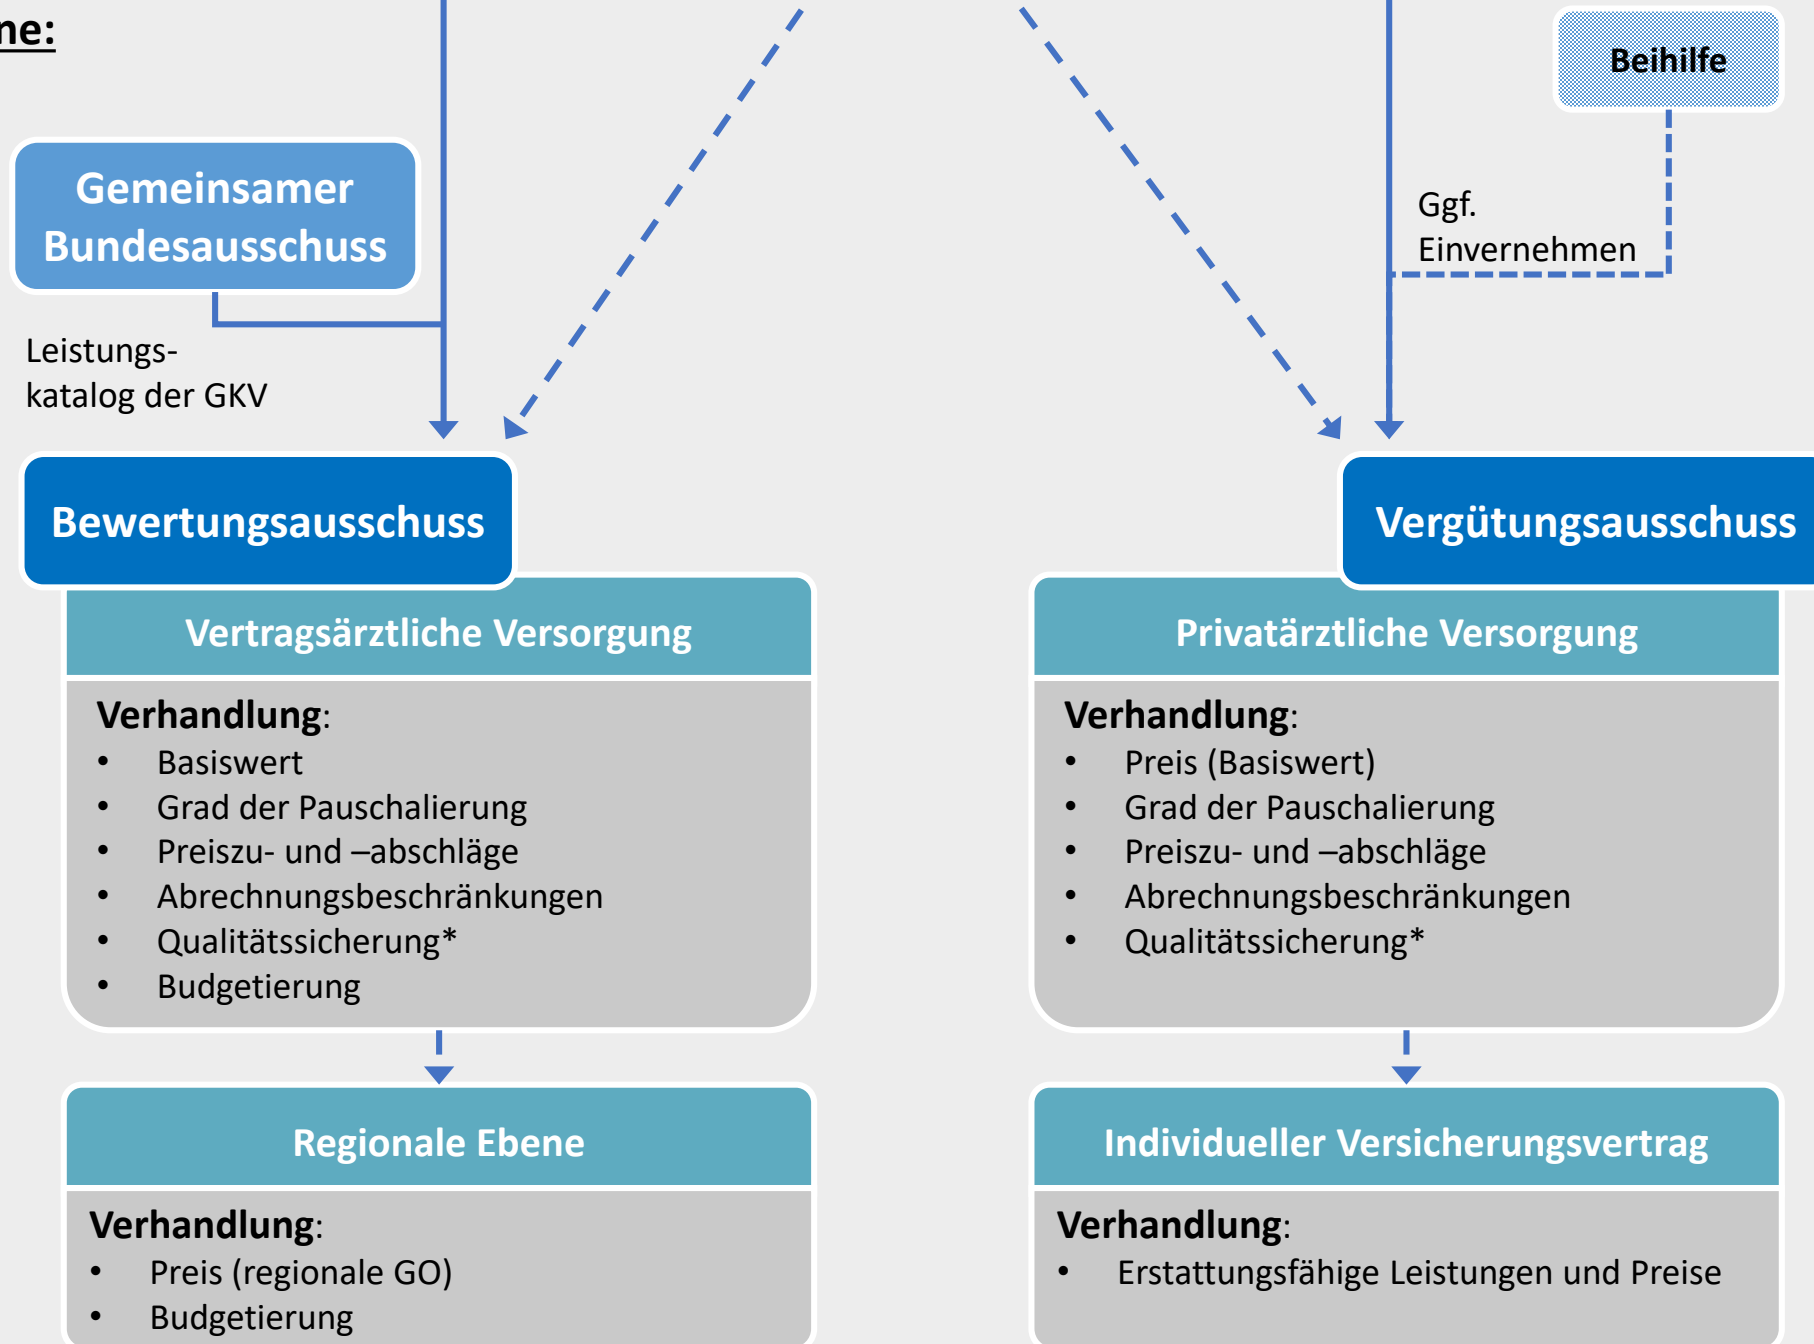 ne:
Beihilfe
Gemeinsamer
Bundesausschuss
Ggf.
Einvernehmen
Leistungs-
katalog der GKV
Bewertungsausschuss
Vertragsärztliche Versorgung
Verhandlung:
• Basiswert
• Grad der Pauschalierung
• Preiszu- und –abschläge
• Abrechnungsbeschränkungen
• Qualitätssicherung*
• Budgetierung
Regionale Ebene
Verhandlung:
• Preis (regionale GO)
• Budgetierung
Vergütungsausschuss
Privatärztliche Versorgung
Verhandlung:
• Preis (Basiswert)
• Grad der Pauschalierung
• Preiszu- und –abschläge
• Abrechnungsbeschränkungen
• Qualitätssicherung*
Individueller Versicherungsvertrag
Verhandlung:
• Erstattungsfähige Leistungen und Preise